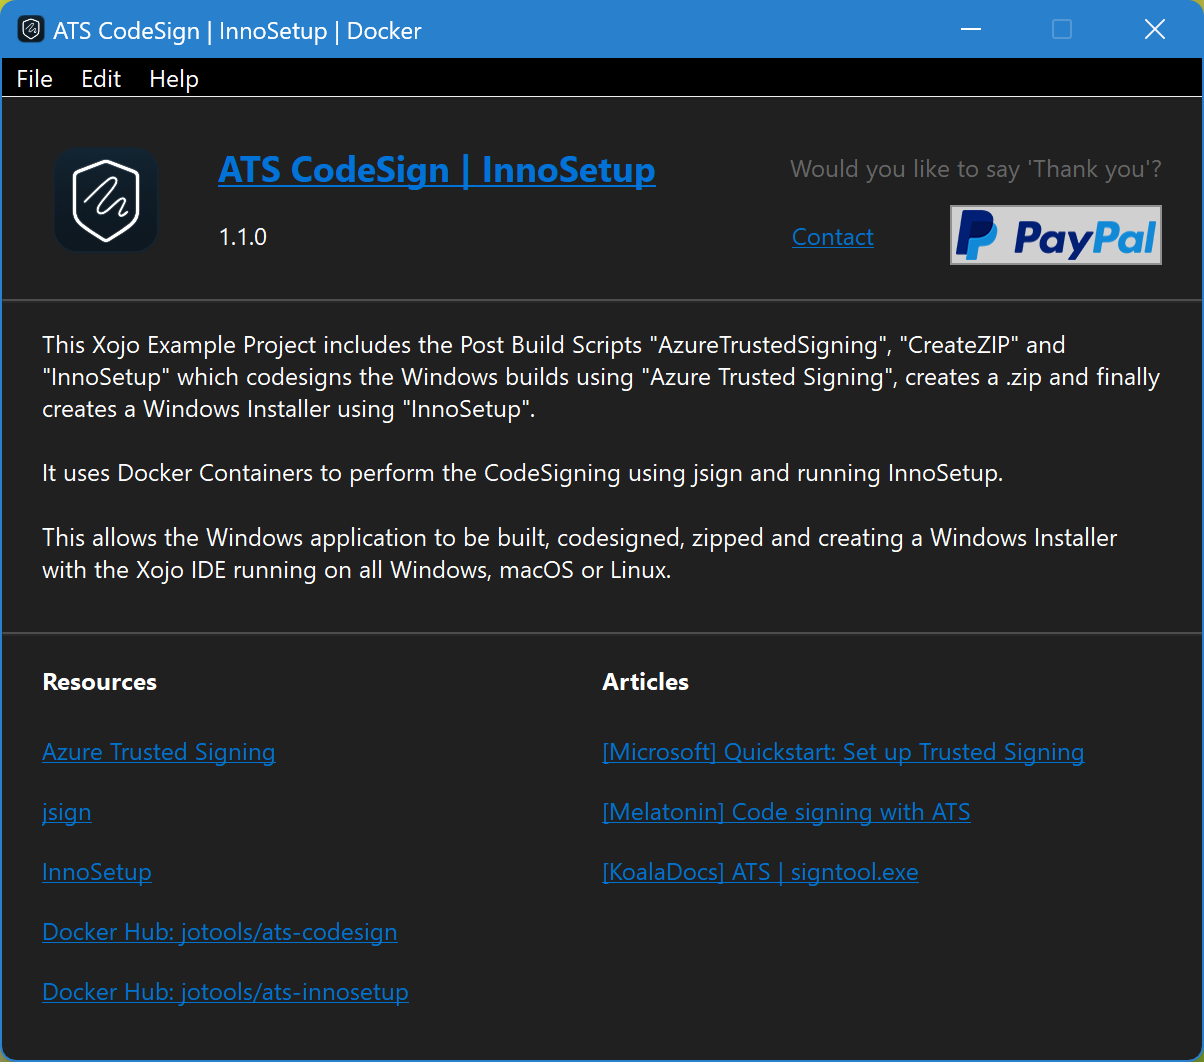 ATS CodeSign | InnoSetup | Docker
File Edit Help
ATS CodeSign | InnoSetup
Would you like to say 'Thank you'?
1.1.0
Contact
PayPal
This Xojo Example Project includes the Post Build Scripts "AzureTrustedSigning", "CreateZIP" and
"InnoSetup" which codesigns the Windows builds using "Azure Trusted Signing", creates a .zip and finally
creates a Windows Installer using "InnoSetup".
It uses Docker Containers to perform the CodeSigning using jsign and running InnoSetup.
This allows the Windows application to be built, codesigned, zipped and creating a Windows Installer
with the Xojo IDE running on all Windows, macOS or Linux.
Resources
Azure Trusted Signing
jsign
InnoSetup
Docker Hub: jotools/ats-codesign
Docker Hub: jotools/ats-innosetup
Articles
[Microsoft] Quickstart: Set up Trusted Signing
[Melatonin] Code signing with ATS
[KoalaDocs] ATS | signtool.exe